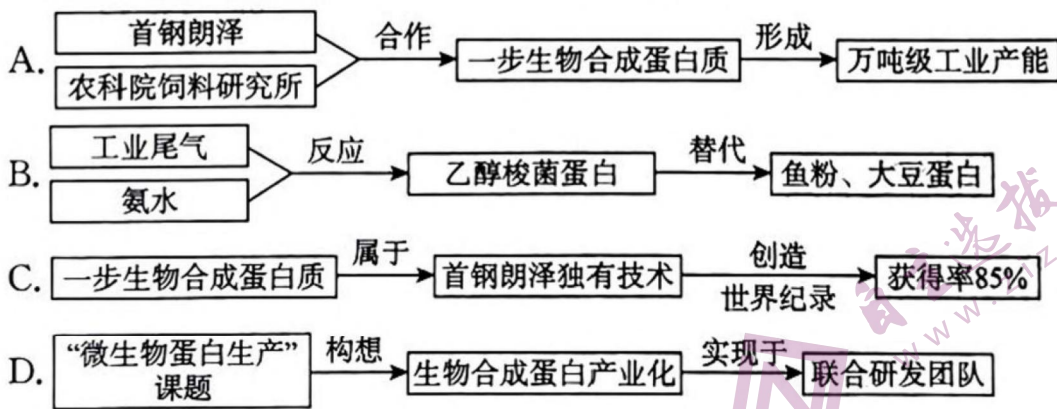 首钢朗泽
农科院饲料研究所
A.
合作
一步生物合成蛋白质
形成
万吨级工业产能
工业尾气
氨水
B.
反应
乙醇梭菌蛋白
替代
鱼粉、大豆蛋白
C.
一步生物合成蛋白质
属于
首钢朗泽独有技术
创造
世界纪录
获得率85%
D.
“微生物蛋白生产”
课题
构想
生物合成蛋白产业化
实现于
联合研发团队
自主选拔